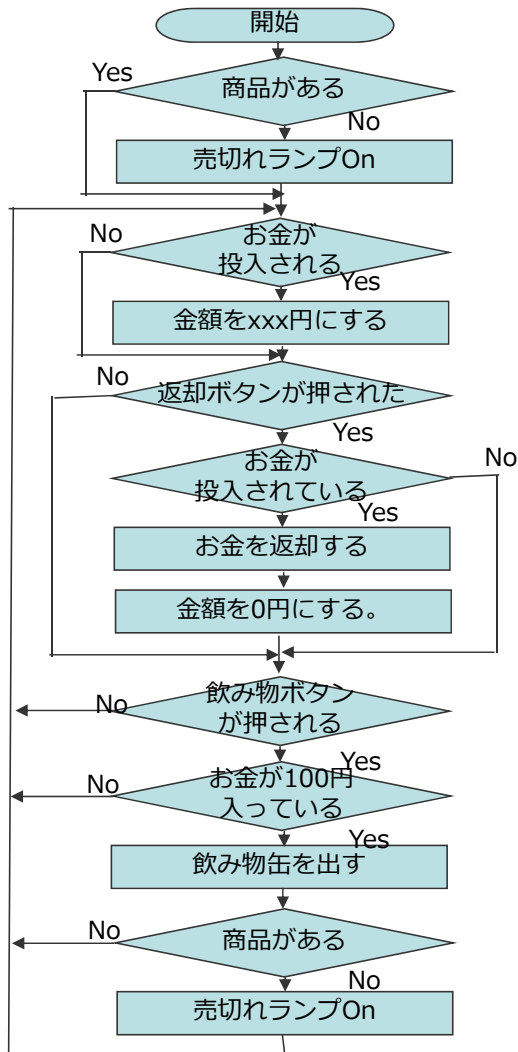 開始
Yes
商品がある
No
売切れランプOn
No
お金が
投入される
Yes
金額をxxx円にする
No
返却ボタンが押された
Yes
お金が
投入されている
No
Yes
お金を返却する
金額を0円にする。
飲み物ボタン
が押される
No
Yes
お金が100円
入っている
No
Yes
飲み物缶を出す
No
商品がある
No
売切れランプOn